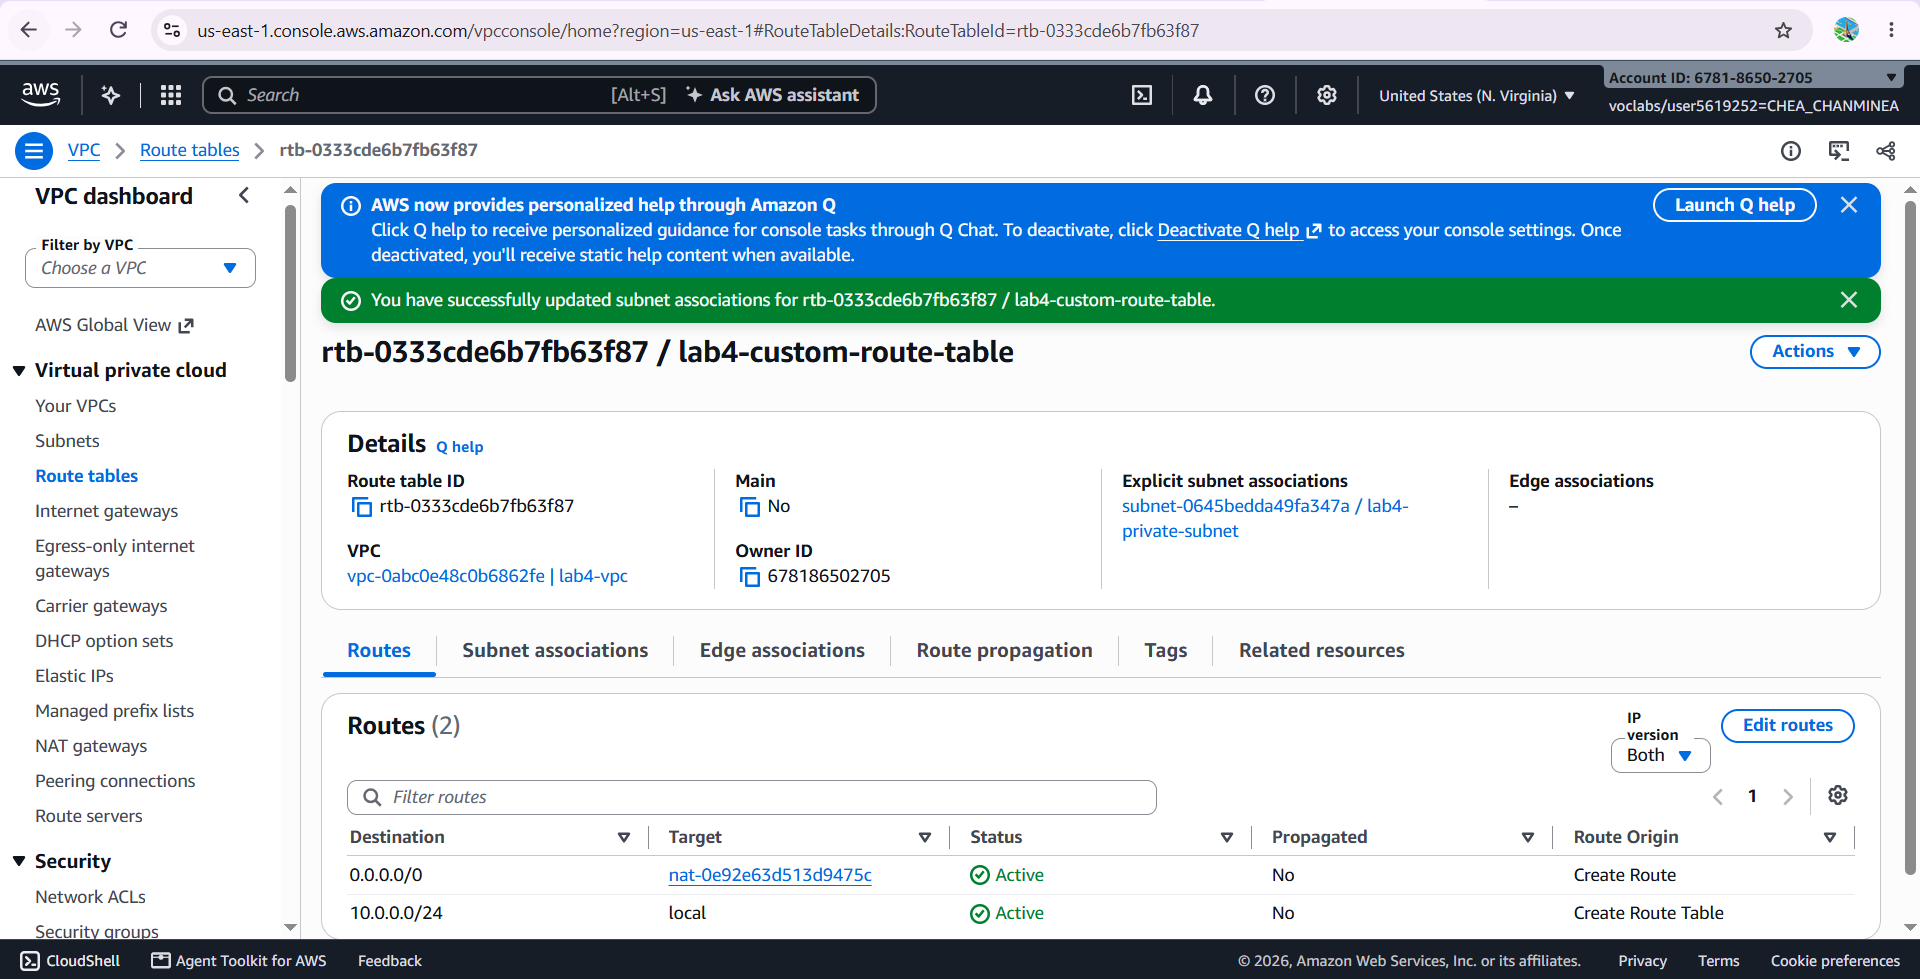 us-east-1.console.aws.amazon.com/vpcconsole/home?region=us-east-1#RouteTableDetails:RouteTableId=rtb-0333cde6b7fb63f87
aws
Search
[Alt+S]
Ask AWS assistant
United States (N. Virginia)
Account ID: 6781-8650-2705
voclabs/user5619252=CHEA_CHANMINEA
VPC
Route tables
rtb-0333cde6b7fb63f87
VPC dashboard
Filter by VPC
Choose a VPC
AWS Global View
Virtual private cloud
Your VPCs
Subnets
Route tables
Internet gateways
Egress-only internet
gateways
Carrier gateways
DHCP option sets
Elastic IPs
Managed prefix lists
NAT gateways
Peering connections
Route servers
Security
Network ACLs
Security groups
AWS now provides personalized help through Amazon Q
Click Q help to receive personalized guidance for console tasks through Q Chat. To deactivate, click Deactivate Q help to access your console settings. Once
deactivated, you'll receive static help content when available.
Launch Q help
You have successfully updated subnet associations for rtb-0333cde6b7fb63f87 / lab4-custom-route-table.
rtb-0333cde6b7fb63f87 / lab4-custom-route-table
Actions
Details
Q help
Route table ID
rtb-0333cde6b7fb63f87
Main
No
Explicit subnet associations
subnet-0645bedda49fa347a / lab4-
private-subnet
Edge associations
–
VPC
vpc-0abc0e48c0b6862fe | lab4-vpc
Owner ID
678186502705
Routes
Subnet associations
Edge associations
Route propagation
Tags
Related resources
Routes (2)
IP
version
Both
Edit routes
Filter routes
1
Destination
Target
Status
Propagated
Route Origin
0.0.0.0/0
nat-0e92e63d513d9475c
Active
No
Create Route
10.0.0.0/24
local
Active
No
Create Route Table
CloudShell
Agent Toolkit for AWS
Feedback
© 2026, Amazon Web Services, Inc. or its affiliates.
Privacy
Terms
Cookie preferences